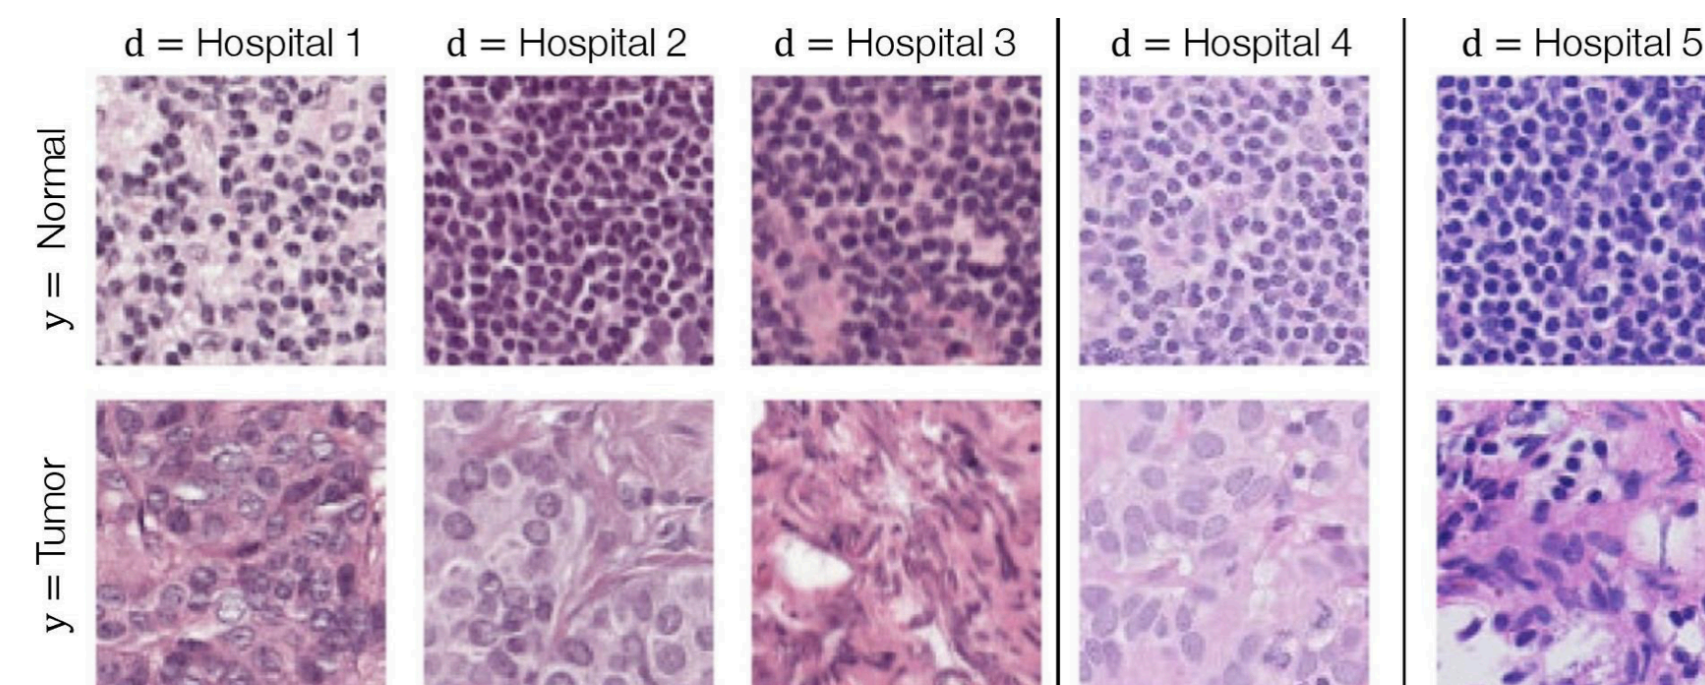 d = Hospital 1
d = Hospital 2
d = Hospital 3
d = Hospital 4
d = Hospital 5
y = Normal
y = Tumor